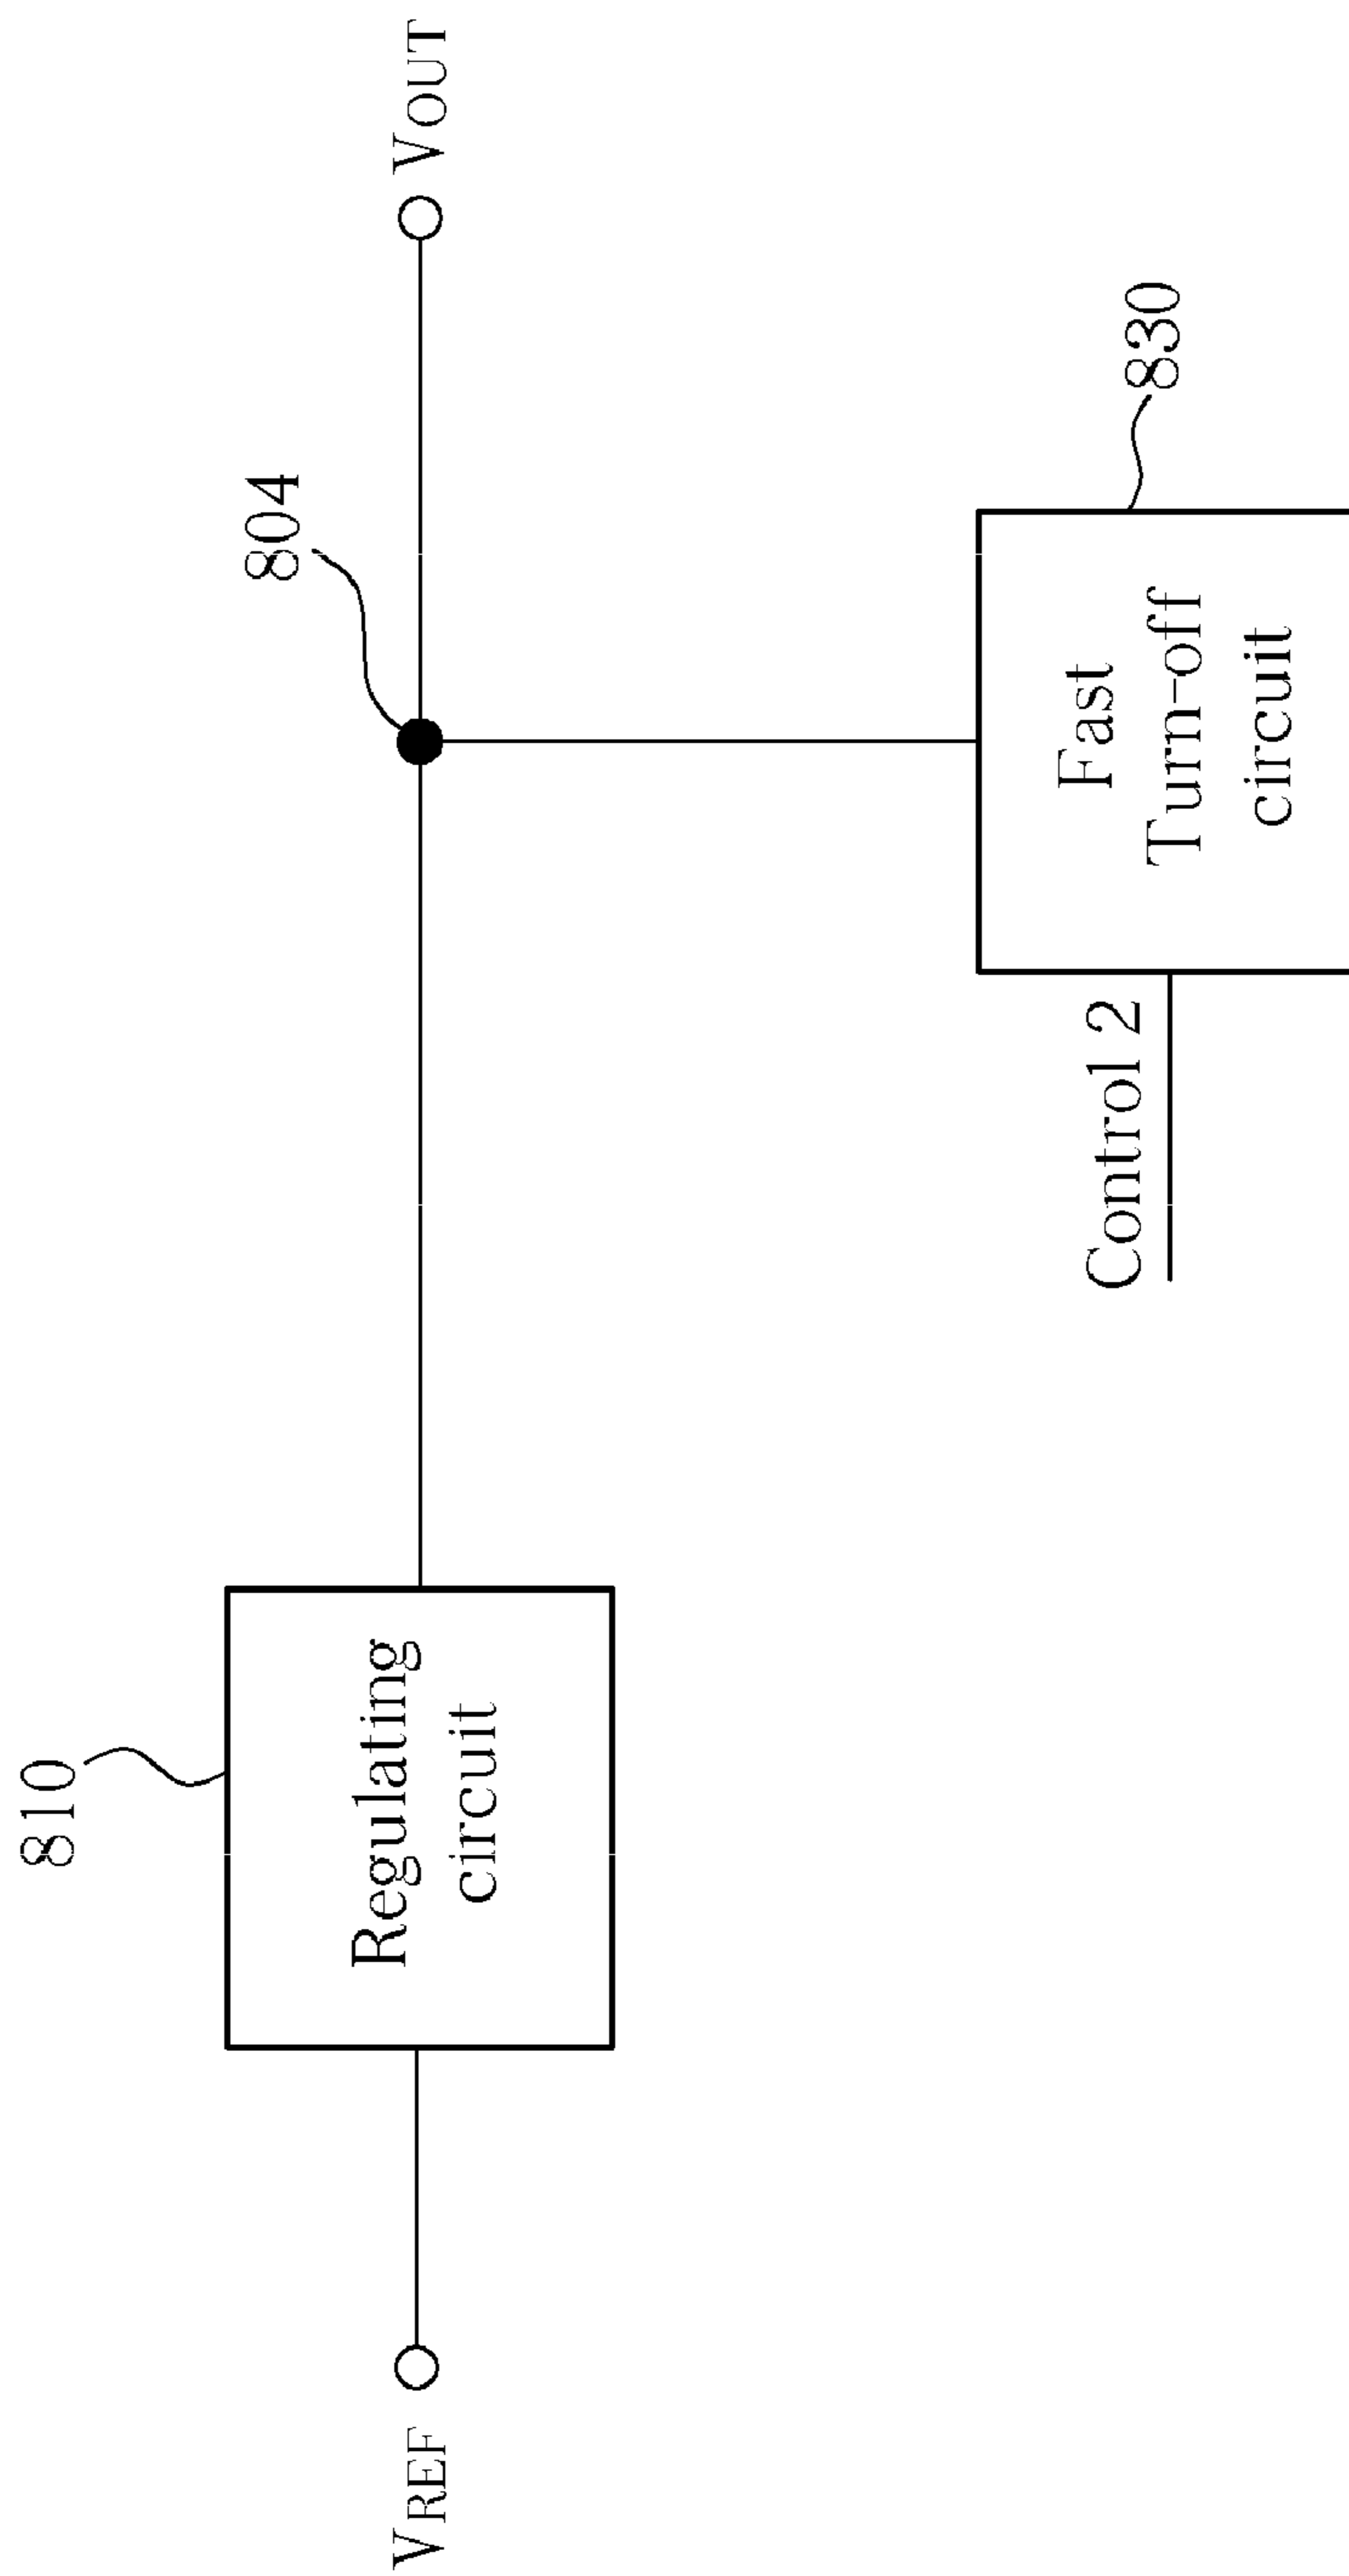 810
804
VREF
Regulating
circuit
VOUT
830
Control 2
Fast
Turn-off
circuit